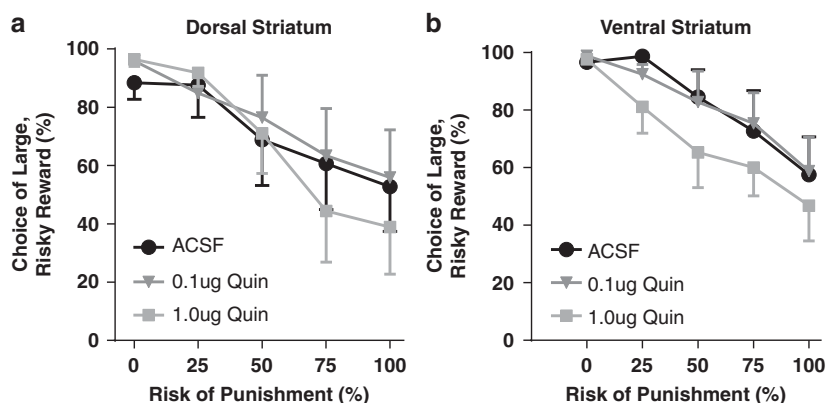 a
Dorsal Striatum
Choice of Large,
Risky Reward (%)
100
80
60
40
20
0
ACSF
0.1ug Quin
1.0ug Quin
0 25 50 75 100
Risk of Punishment (%)
b
Ventral Striatum
Choice of Large,
Risky Reward (%)
100
80
60
40
20
0
ACSF
0.1ug Quin
1.0ug Quin
0 25 50 75 100
Risk of Punishment (%)